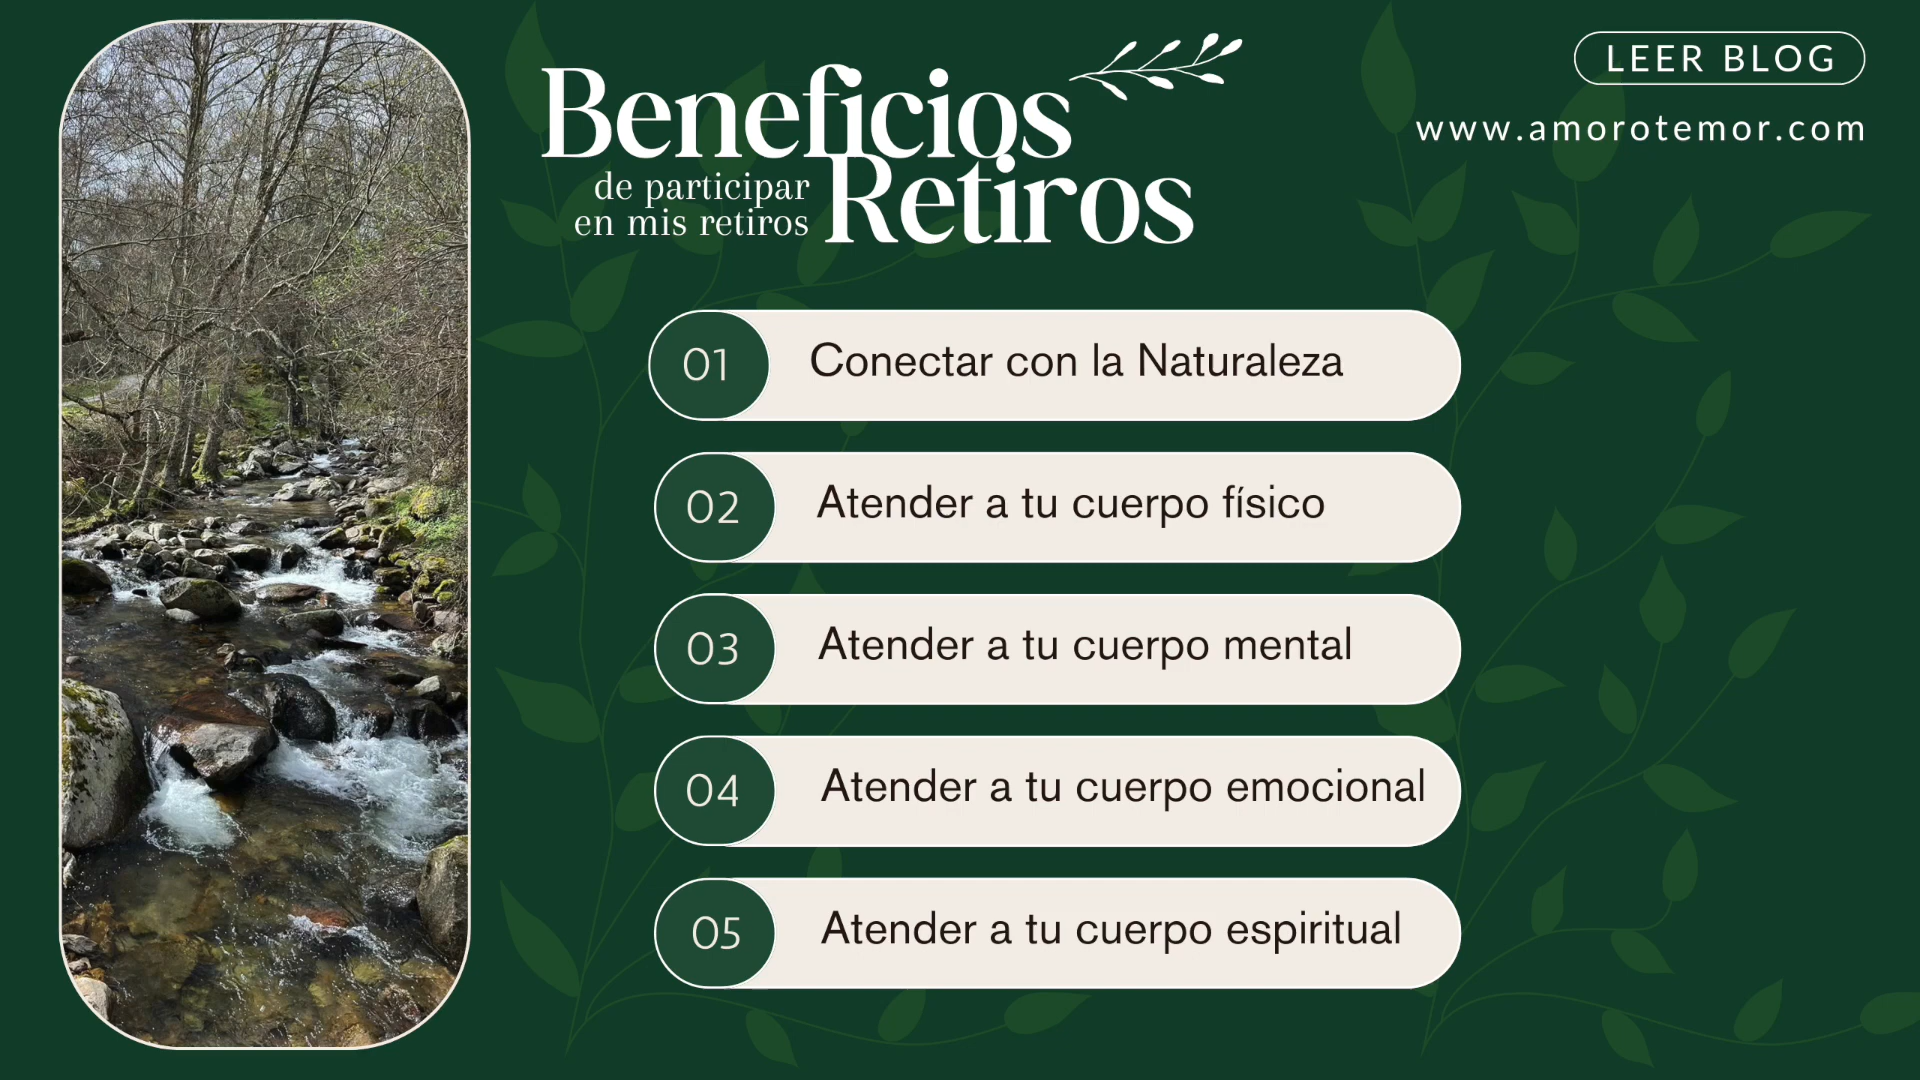 Beneficios
de participar
en mis retiros
Retiros
LEER BLOG
www.amorotemor.com
01 Conectar con la Naturaleza
02 Atender a tu cuerpo físico
03 Atender a tu cuerpo mental
04 Atender a tu cuerpo emocional
05 Atender a tu cuerpo espiritual